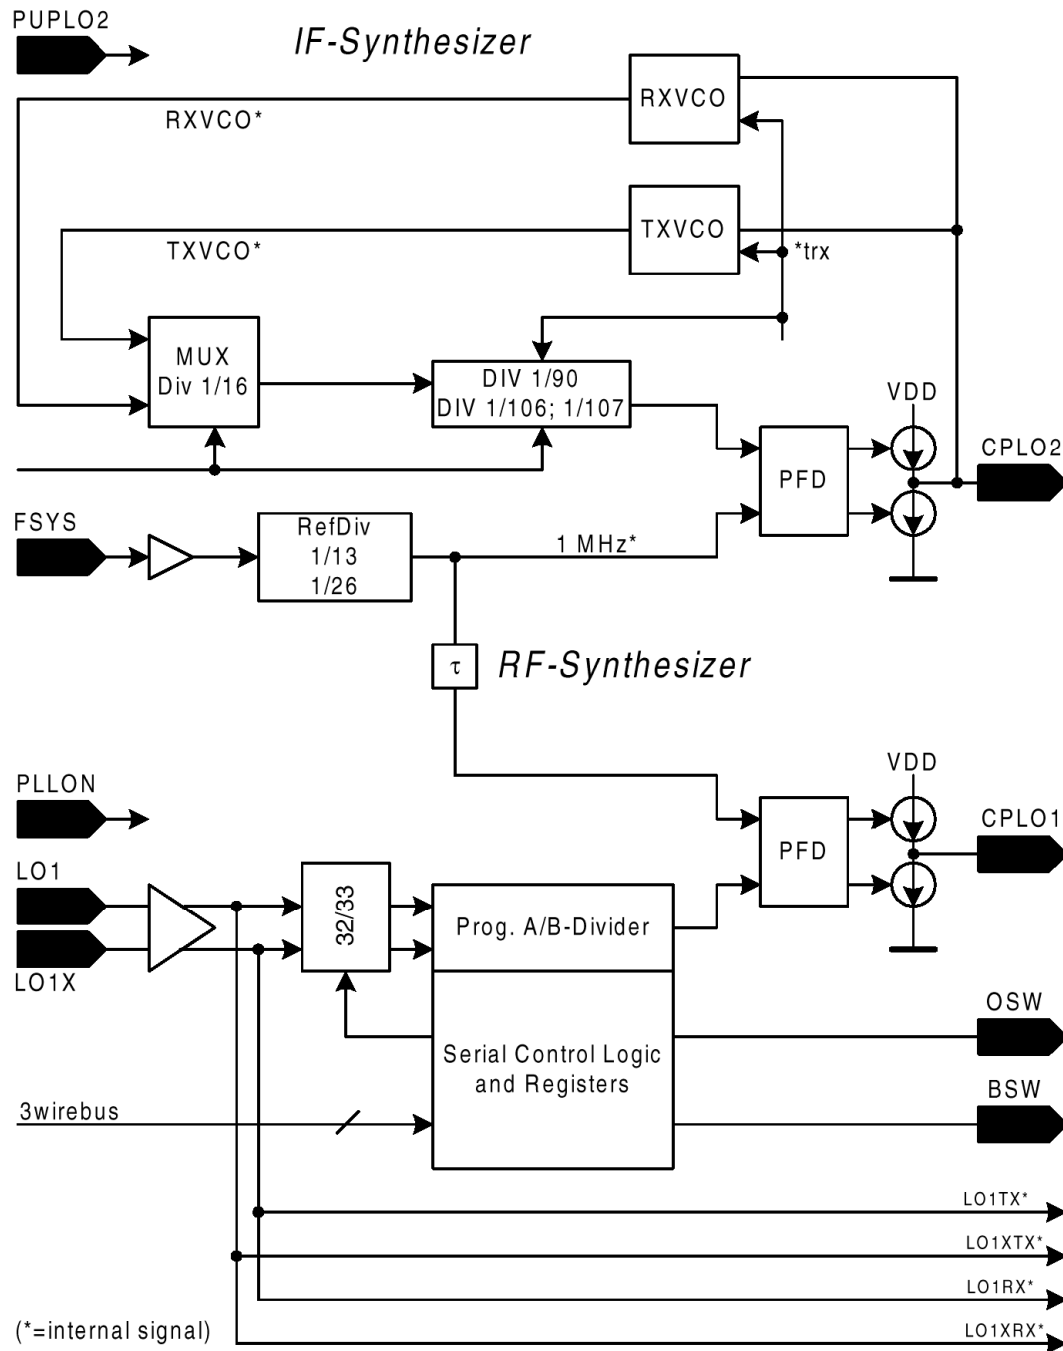 PUPLO2
IF-Synthesizer
RXVCO
RXVCO*
TXVCO
TXVCO*
*trx
MUX
Div 1/16
DIV 1/90
DIV 1/106; 1/107
VDD
CPLO2
PFD
FSYS
RefDiv
1/13
1/26
1 MHz*
τ
RF-Synthesizer
PLLON
VDD
CPLO1
PFD
LO1
32/33
Prog. A/B-Divider
LO1X
OSW
Serial Control Logic
and Registers
BSW
3wirebus
LO1TX*
LO1XTX*
LO1RX*
(*=internal signal)
LO1XRX*